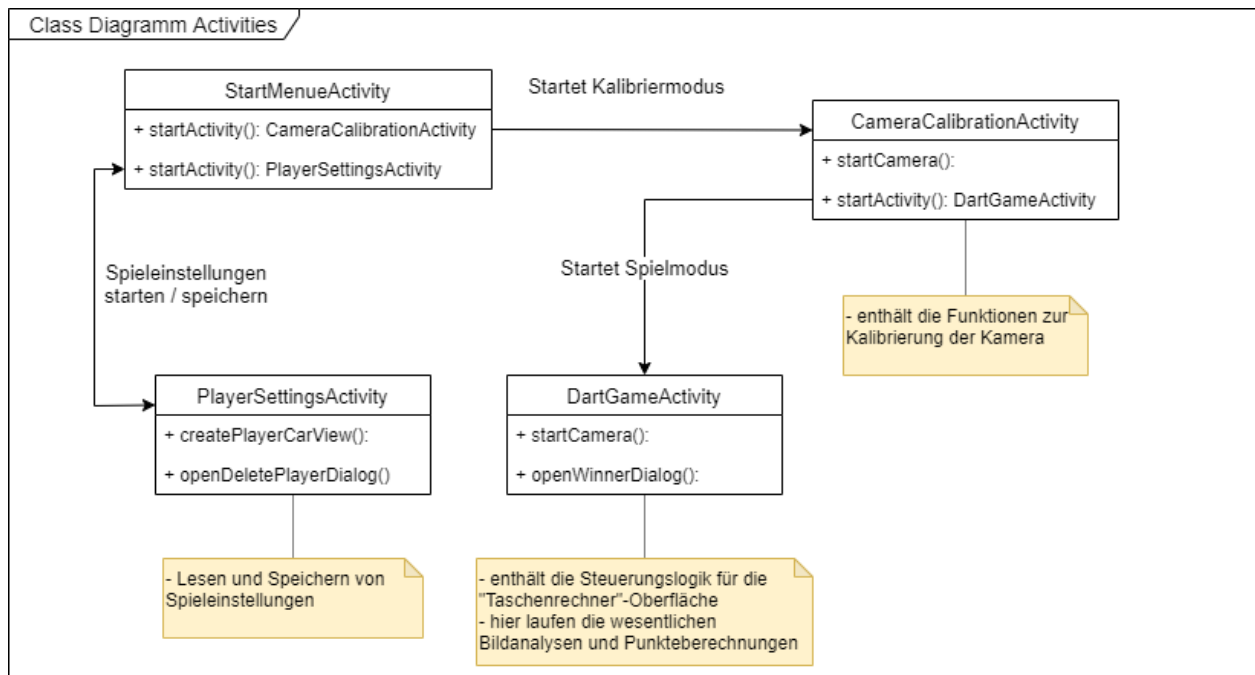 Class Diagramm Activities
StartMenueActivity
+ startActivity(): CameraCalibrationActivity
+ startActivity(): PlayerSettingsActivity
Startet Kalibriermodus
CameraCalibrationActivity
+ startCamera():
+ startActivity(): DartGameActivity
Spieleinstellungen
starten / speichern
Startet Spielmodus
- enthält die Funktionen zur
Kalibrierung der Kamera
PlayerSettingsActivity
+ createPlayerCarView():
+ openDeletePlayerDialog()
DartGameActivity
+ startCamera():
+ openWinnerDialog():
- Lesen und Speichern von
Spieleinstellungen
- enthält die Steuerungslogik für die
"Taschenrechner"-Oberfläche
- hier laufen die wesentlichen
Bildanalysen und Punkteberechnungen